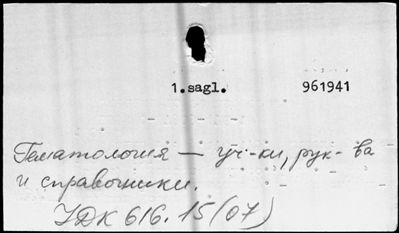 1.sagl. 961941
Гематология — уч-ки, рук-ва
и справочники.
УДК 616.15(07)